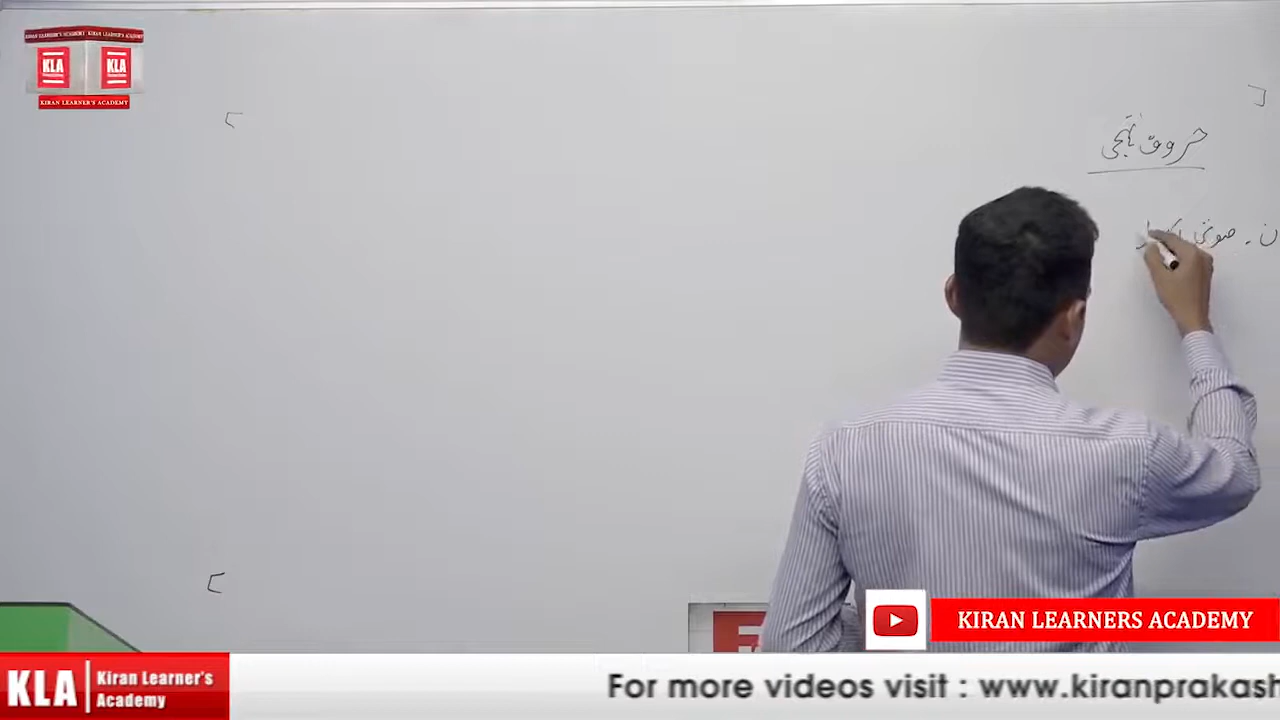 KIRAN LEARNER'S ACADEMY KIRAN LEARNER'S ACADEMY
KLA KLA
KIRAN LEARNER'S ACADEMY
حروف تہجی
ن ۔ صوتی
KIRAN LEARNERS ACADEMY
KLA Kiran Learner's
Academy
For more videos visit : www.kiranprakash